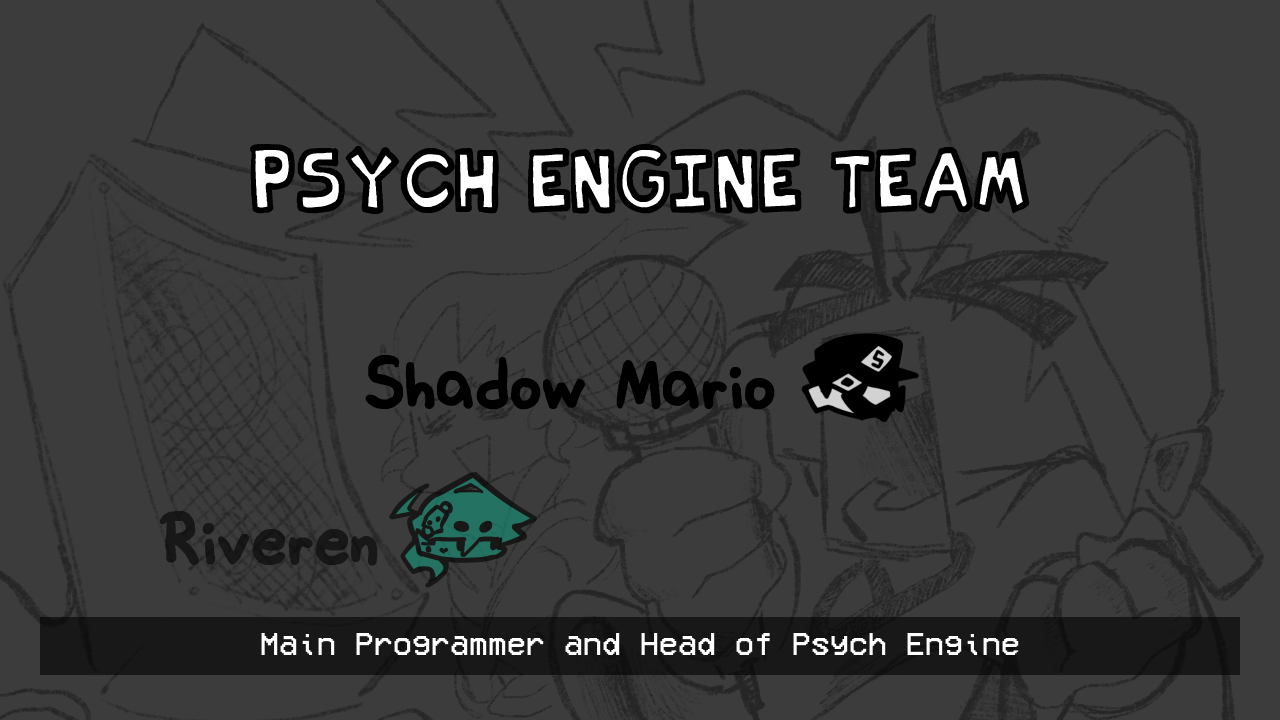 PSYCH ENGINE TEAM
Shadow Mario
S
Riveren
Main Programmer and Head of Psych Engine